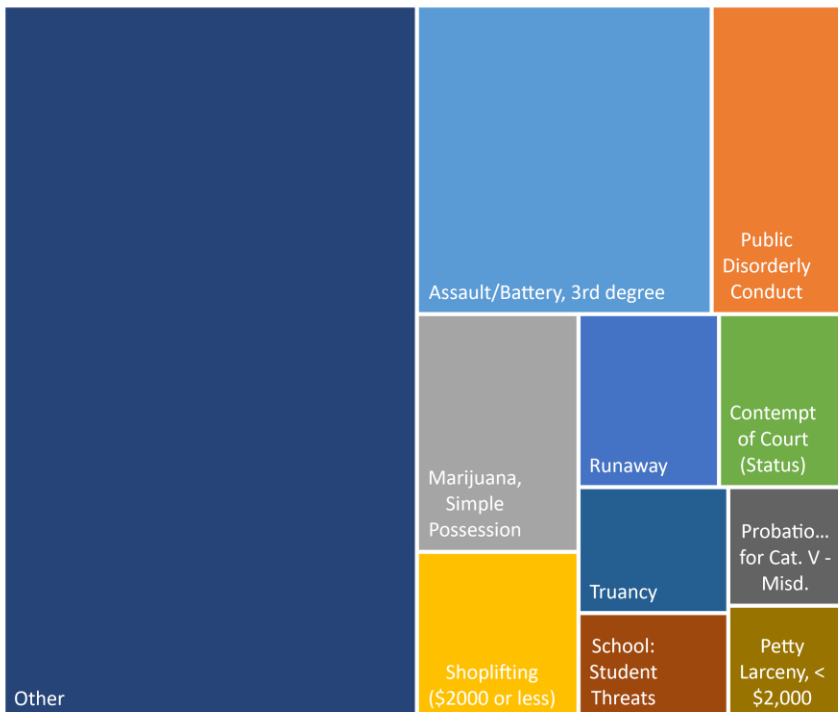 Other
Assault/Battery, 3rd degree
Public
Disorderly
Conduct
Marijuana,
Simple
Possession
Shoplifting
($2000 or less)
Runaway
Contempt
of Court
(Status)
Truancy
Probatio...
for Cat. V -
Misd.
School:
Student
Threats
Petty
Larceny, <
$2,000